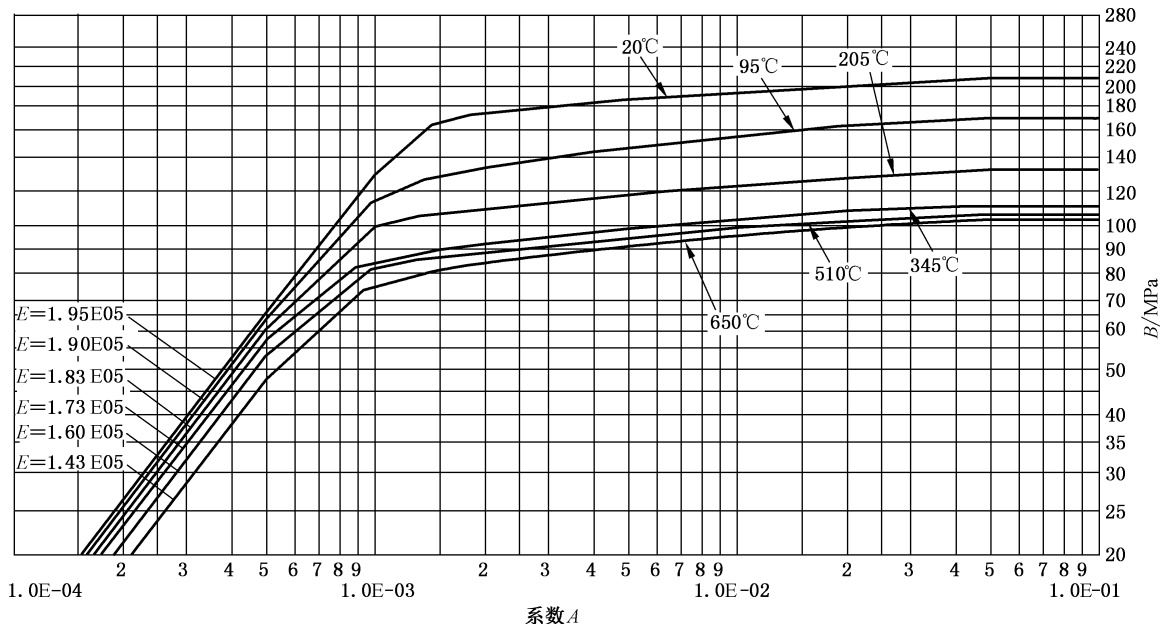 280
240
220
200
180
160
140
120
100
90
80
70
60
50
40
35
30
25
20
B/MPa
20℃
95℃
205℃
345℃
510℃
650℃
E=1.95E05
E=1.90E05
E=1.83 E05
E=1.73 E05
E=1.60 E05
E=1.43 E05
2 3 4 5 6 7 8 9 2 3 4 5 6 7 8 9 2 3 4 5 6 7 8 9
1.0E-04 1.0E-03 1.0E-02 1.0E-01
系数A